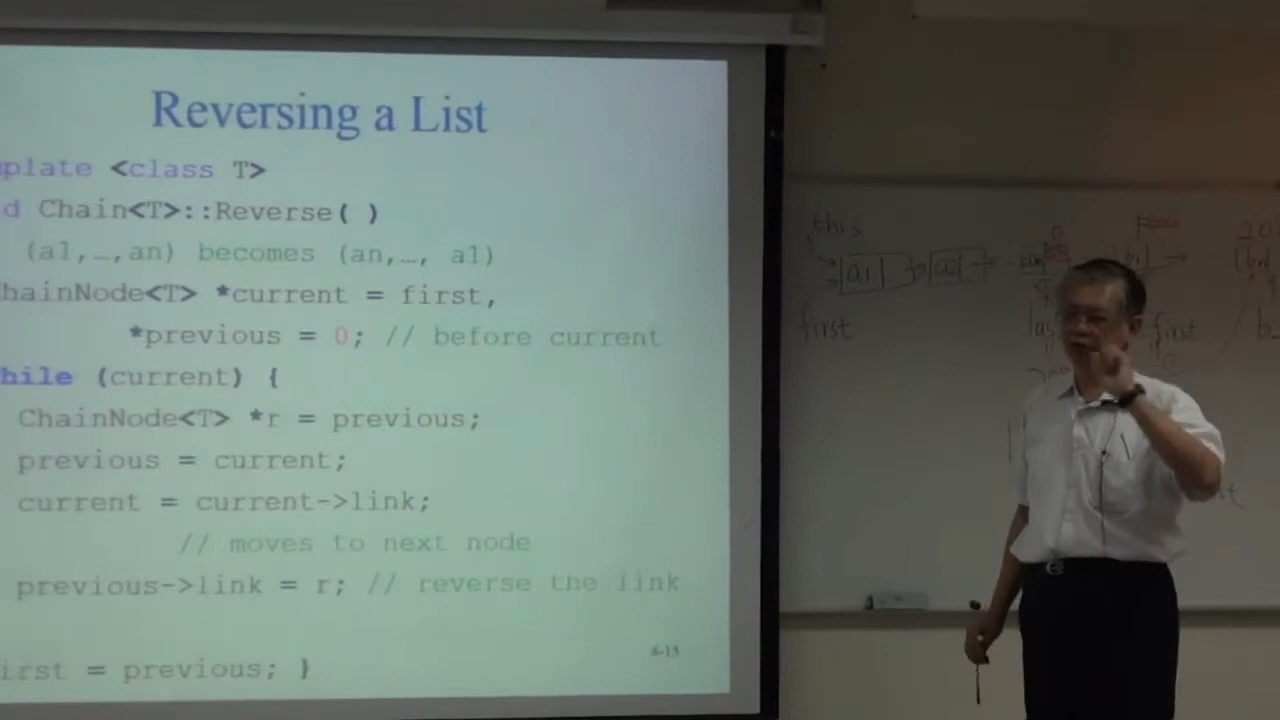 Reversing a List
mplate <class T>
d Chain<T>::Reverse( )
(a1,…,an) becomes (an,…, a1)
hainNode<T> *current = first,
*previous = 0; // before current
hile (current) {
ChainNode<T> *r = previous;
previous = current;
current = current->link;
// moves to next node
previous->link = r; // reverse the link
irst = previous; }
6-15
this
a1
first
first